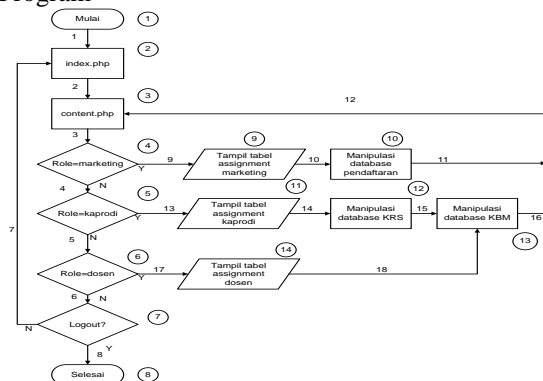 Program
Mulai
1
1
index.php
2
2
content.php
3
12
3
Role=marketing
4
Y
9
Tampil tabel
assignment
marketing
9
10
Manipulasi
database
pendaftaran
10
11
4
N
Role=kaprodi
5
Y
13
Tampil tabel
assignment
kaprodi
11
14
Manipulasi
database KRS
12
15
Manipulasi
database KBM
13
16
7
5
N
Role=dosen
6
Y
17
Tampil tabel
assignment
dosen
14
18
6
N
Logout?
7
N
Y
8
Selesai
8